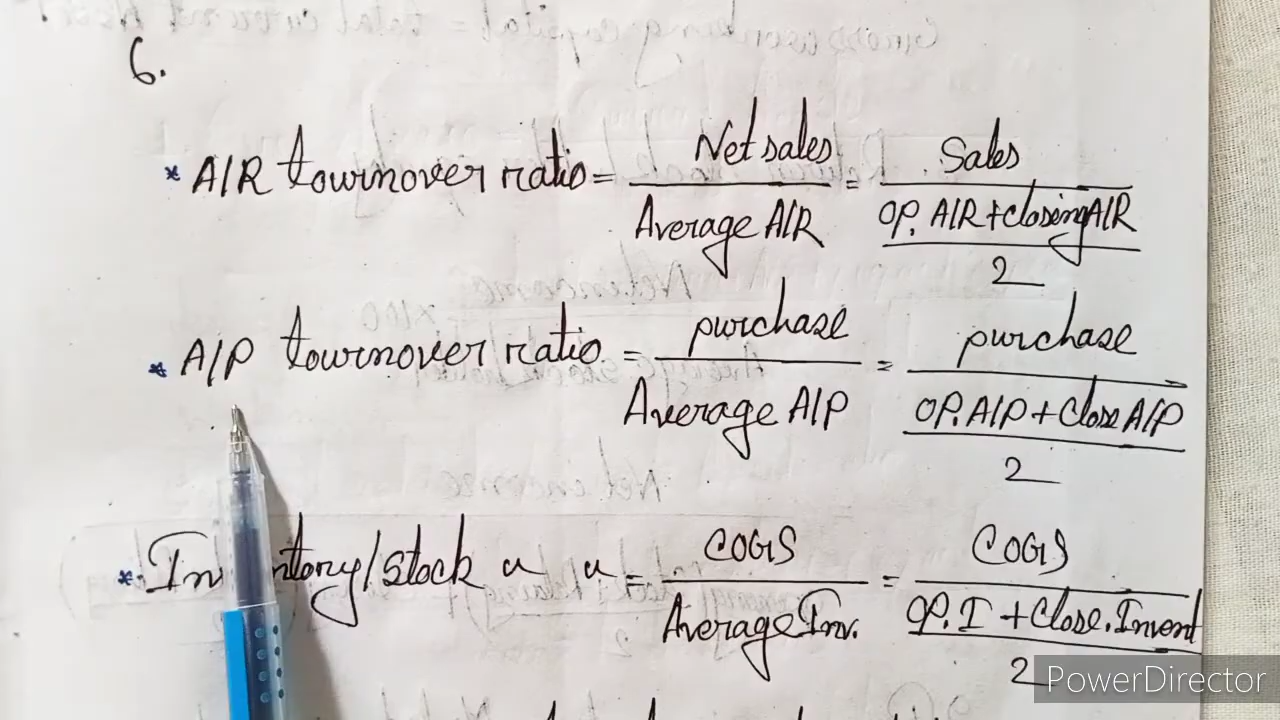 6.
* A/R tournover ratio = Net sales / Average A/R = Sales / (OP. A/R + closing A/R / 2)
* A/P tournover ratio = purchase / Average A/P = purchase / (OP. A/P + Close A/P / 2)
* Inventory/stock " " = COGS / Average Inv. = COGS / (OP. I + Close. Invent / 2)
PowerDirector